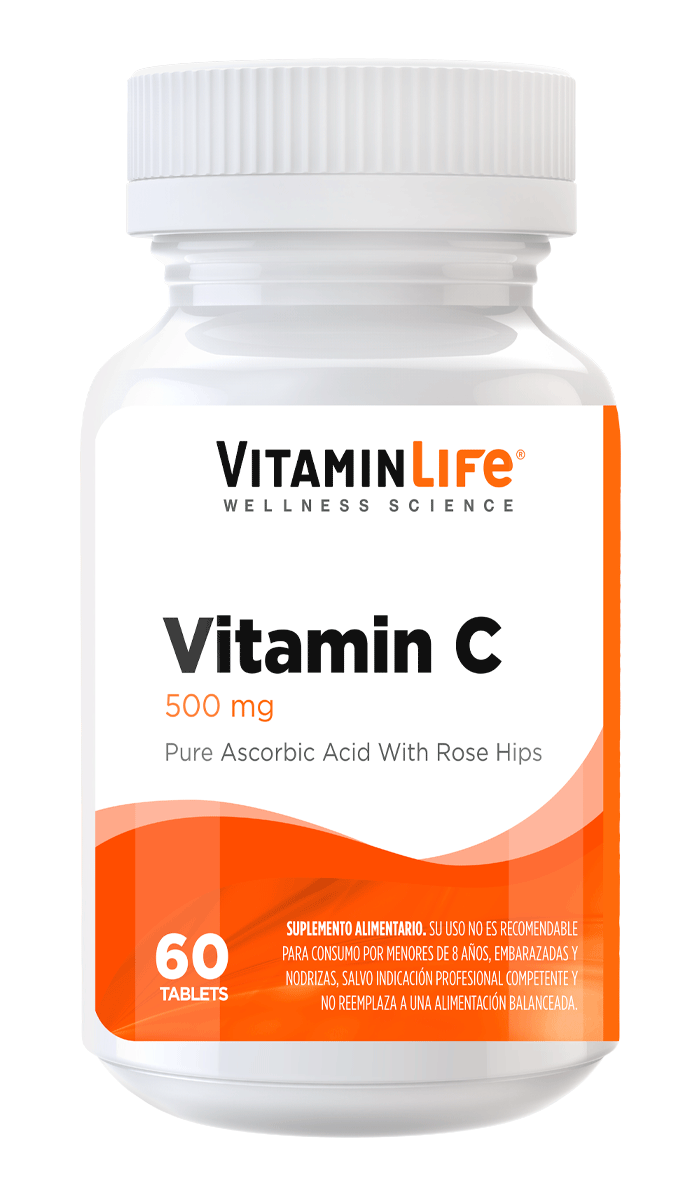 VITAMINLIFe®
WELLNESS SCIENCE
Vitamin C
500 mg
Pure Ascorbic Acid With Rose Hips
60
TABLETS
SUPLEMENTO ALIMENTARIO. SU USO NO ES RECOMENDABLE
PARA CONSUMO POR MENORES DE 8 AÑOS, EMBARAZADAS Y
NODRIZAS, SALVO INDICACIÓN PROFESIONAL COMPETENTE Y
NO REEMPLAZA A UNA ALIMENTACIÓN BALANCEADA.